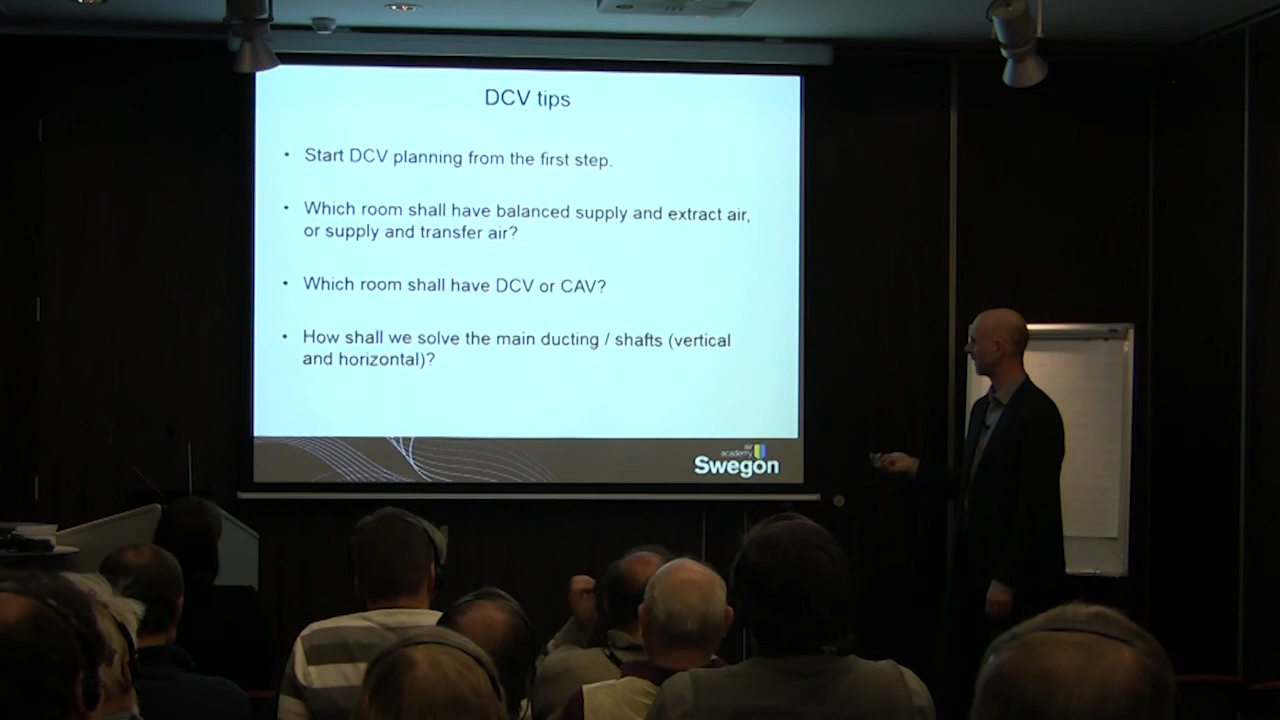 DCV tips
• Start DCV planning from the first step.
• Which room shall have balanced supply and extract air,
or supply and transfer air?
• Which room shall have DCV or CAV?
• How shall we solve the main ducting / shafts (vertical
and horizontal)?
air
academy
Swegon